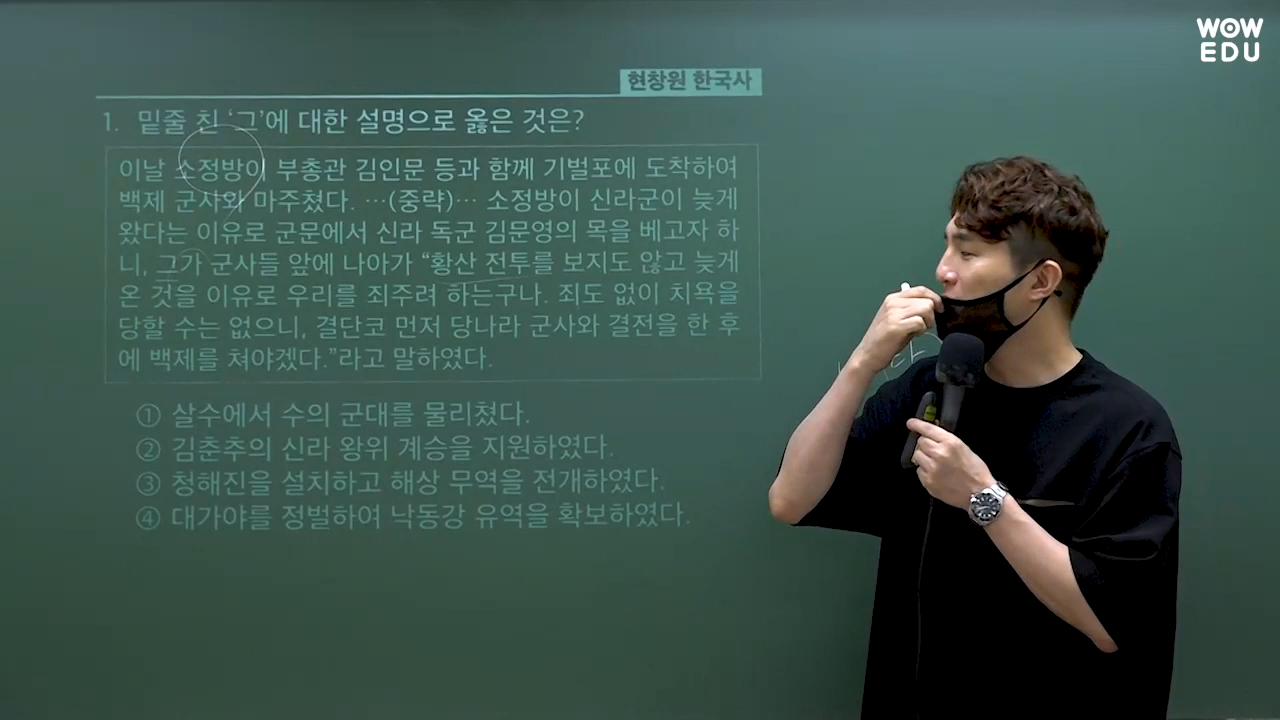 WOW
EDU
현창원 한국사
1. 밑줄 친 ‘그’에 대한 설명으로 옳은 것은?
이날 소정방이 부총관 김인문 등과 함께 기벌포에 도착하여
백제 군사와 마주쳤다. …(중략)… 소정방이 신라군이 늦게
왔다는 이유로 군문에서 신라 독군 김문영의 목을 베고자 하
니, 그가 군사들 앞에 나아가 “황산 전투를 보지도 않고 늦게
온 것을 이유로 우리를 죄주려 하는구나. 죄도 없이 치욕을
당할 수는 없으니, 결단코 먼저 당나라 군사와 결전을 한 후
에 백제를 쳐야겠다.”라고 말하였다.
① 살수에서 수의 군대를 물리쳤다.
② 김춘추의 신라 왕위 계승을 지원하였다.
③ 청해진을 설치하고 해상 무역을 전개하였다.
④ 대가야를 정벌하여 낙동강 유역을 확보하였다.